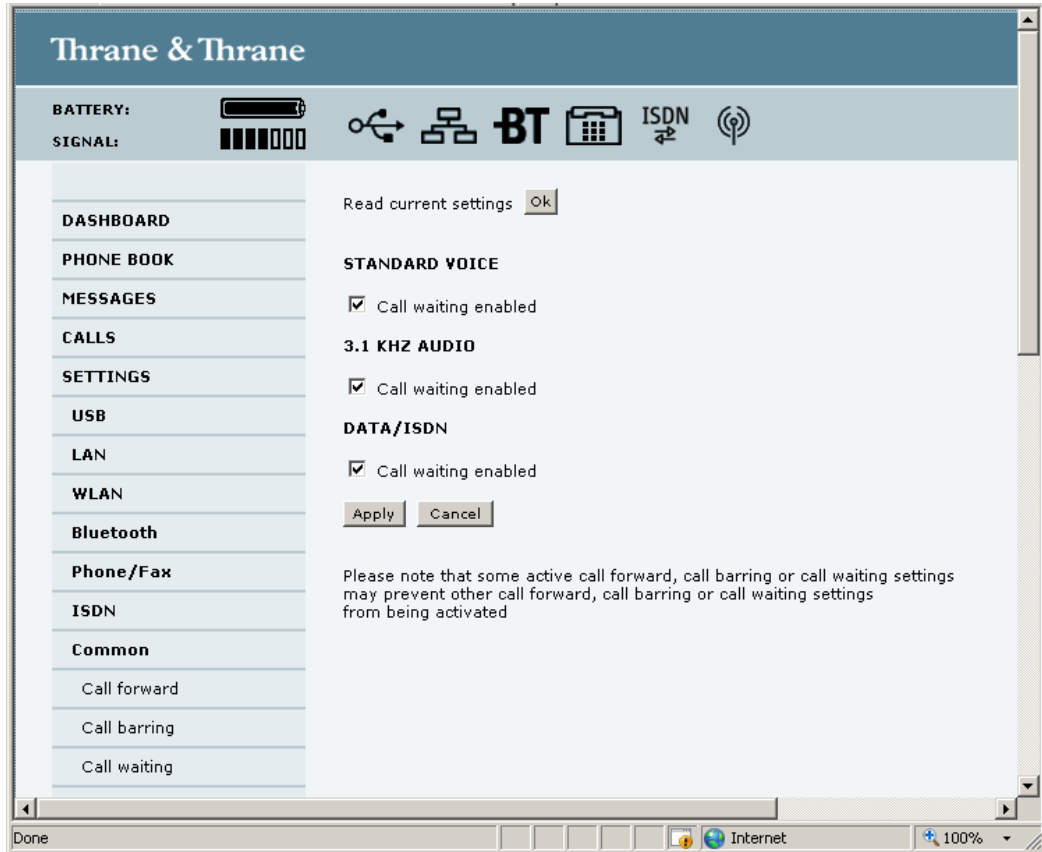 Thrane & Thrane
BATTERY:
SIGNAL:
BT
ISDN
DASHBOARD
PHONE BOOK
MESSAGES
CALLS
SETTINGS
USB
LAN
WLAN
Bluetooth
Phone/Fax
ISDN
Common
Call forward
Call barring
Call waiting
Read current settings Ok
STANDARD VOICE
Call waiting enabled
3.1 KHZ AUDIO
Call waiting enabled
DATA/ISDN
Call waiting enabled
Apply Cancel
Please note that some active call forward, call barring or call waiting settings
may prevent other call forward, call barring or call waiting settings
from being activated
Done Internet 100%